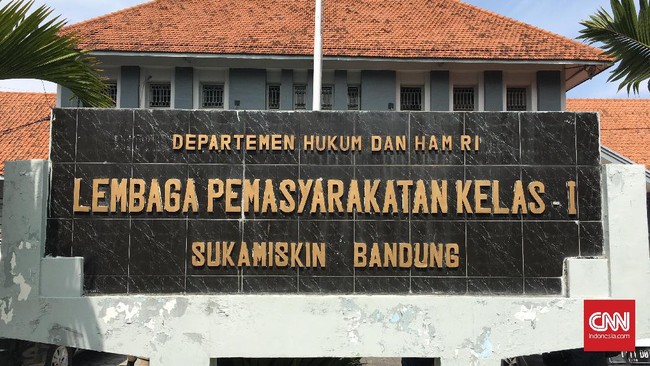 DEPARTEMEN HUKUM DAN HAM RI
LEMBAGA PEMASYARAKATAN KELAS I
SUKAMISKIN BANDUNG
CNN
Indonesia.com